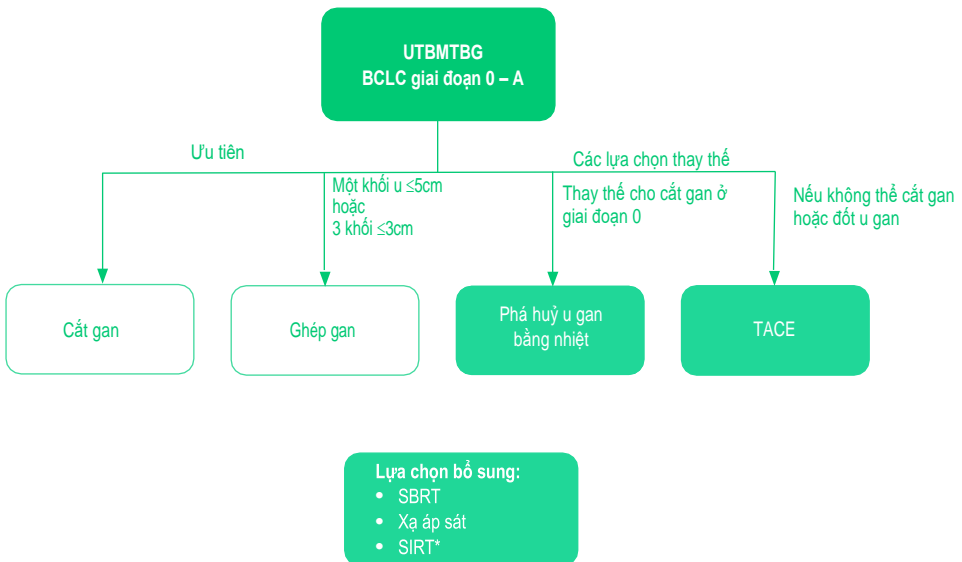 UTBMTBG
BCLC giai đoạn 0 – A
Ưu tiên
Các lựa chọn thay thế
Một khối u ≤5cm
hoặc
3 khối ≤3cm
Thay thế cho cắt gan ở
giai đoạn 0
Nếu không thể cắt gan
hoặc đốt u gan
Cắt gan
Ghép gan
Phá huỷ u gan
bằng nhiệt
TACE
Lựa chọn bổ sung:
• SBRT
• Xạ áp sát
• SIRT*